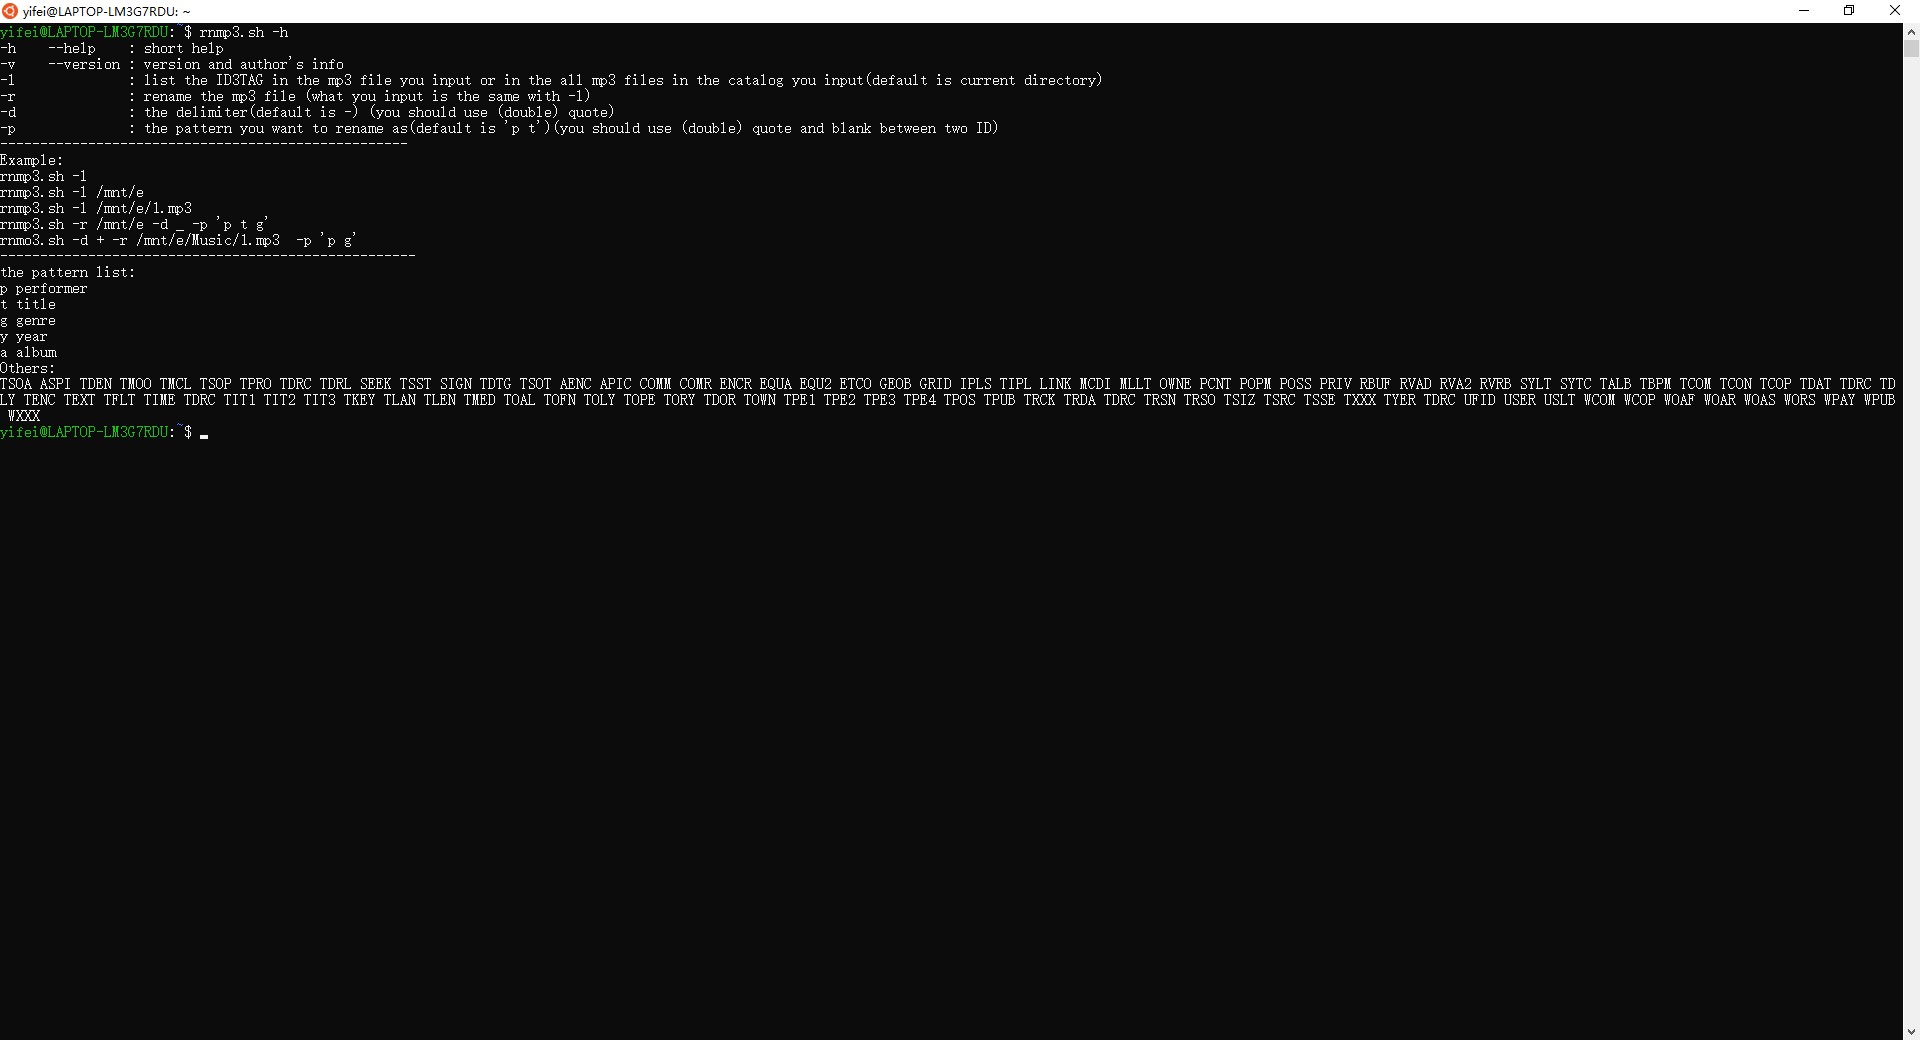 yifei@LAPTOP-LM3G7RDU: ~
yifei@LAPTOP-LM3G7RDU:~$ rnmp3.sh -h
-h    --help    : short help
-v    --version : version and author's info
-l              : list the ID3TAG in the mp3 file you input or in the all mp3 files in the catalog you input(default is current directory)
-r              : rename the mp3 file (what you input is the same with -l)
-d              : the delimiter(default is -) (you should use (double) quote)
-p              : the pattern you want to rename as(default is 'p t')(you should use (double) quote and blank between two ID)
---------------------------------------------------
Example:
rnmp3.sh -l
rnmp3.sh -l /mnt/e
rnmp3.sh -l /mnt/e/1.mp3
rnmp3.sh -r /mnt/e -d _ -p 'p t g'
rnmo3.sh -d + -r /mnt/e/Music/1.mp3  -p 'p g'
----------------------------------------------------
the pattern list:
p performer
t title
g genre
y year
a album
Others:
TSOA ASPI TDEN TMOO TMCL TSOP TPRO TDRC TDRL SEEK TSST SIGN TDTG TSOT AENC APIC COMM COMR ENCR EQUA EQU2 ETCO GEOB GRID IPLS TIPL LINK MCDI MLLT OWNE PCNT POPM POSS PRIV RBUF RVAD RVA2 RVRB SYLT SYTC TALB TBPM TCOM TCON TCOP TDAT TDRC TD
LY TENC TEXT TFLT TIME TDRC TIT1 TIT2 TIT3 TKEY TLAN TLEN TMED TOAL TOFN TOLY TOPE TORY TDOR TOWN TPE1 TPE2 TPE3 TPE4 TPOS TPUB TRCK TRDA TDRC TRSN TRSO TSIZ TSRC TSSE TXXX TYER TDRC UFID USER USLT WCOM WCOP WOAF WOAR WOAS WORS WPAY WPUB
 WXXX
yifei@LAPTOP-LM3G7RDU:~$